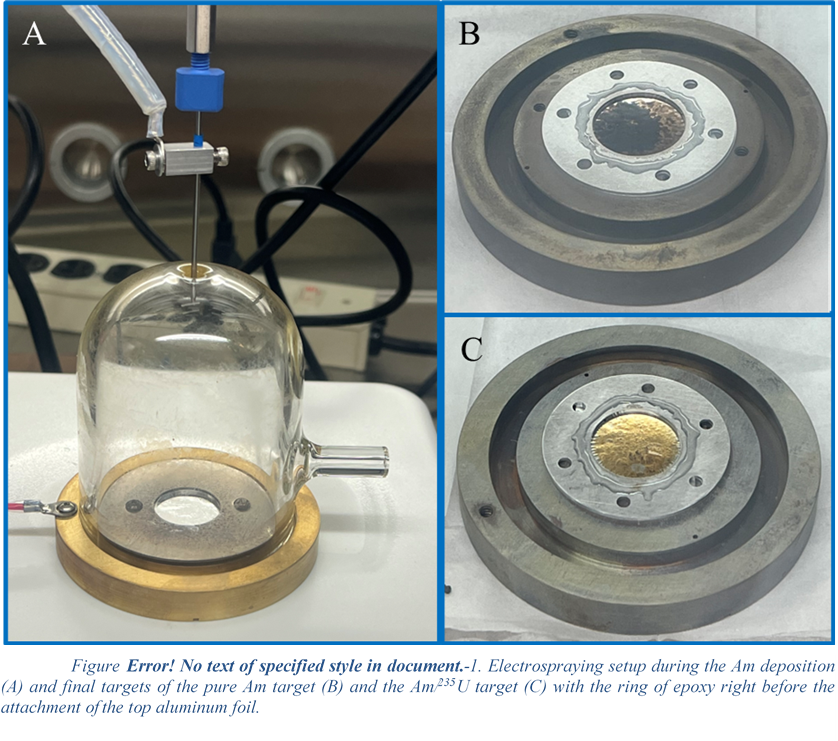 A
B
C
Figure Error! No text of specified style in document.-1. Electrospraying setup during the Am deposition
(A) and final targets of the pure Am target (B) and the Am/²³⁵U target (C) with the ring of epoxy right before the
attachment of the top aluminum foil.